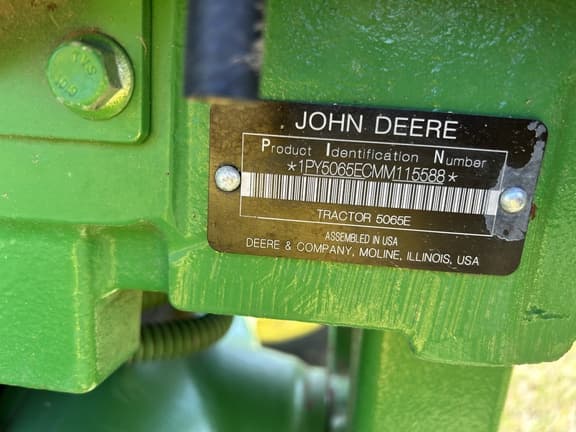 JOHN DEERE
Product Identification Number
*1PY5065ECMM115588*
TRACTOR 5065E
ASSEMBLED IN USA
DEERE & COMPANY, MOLINE, ILLINOIS, USA